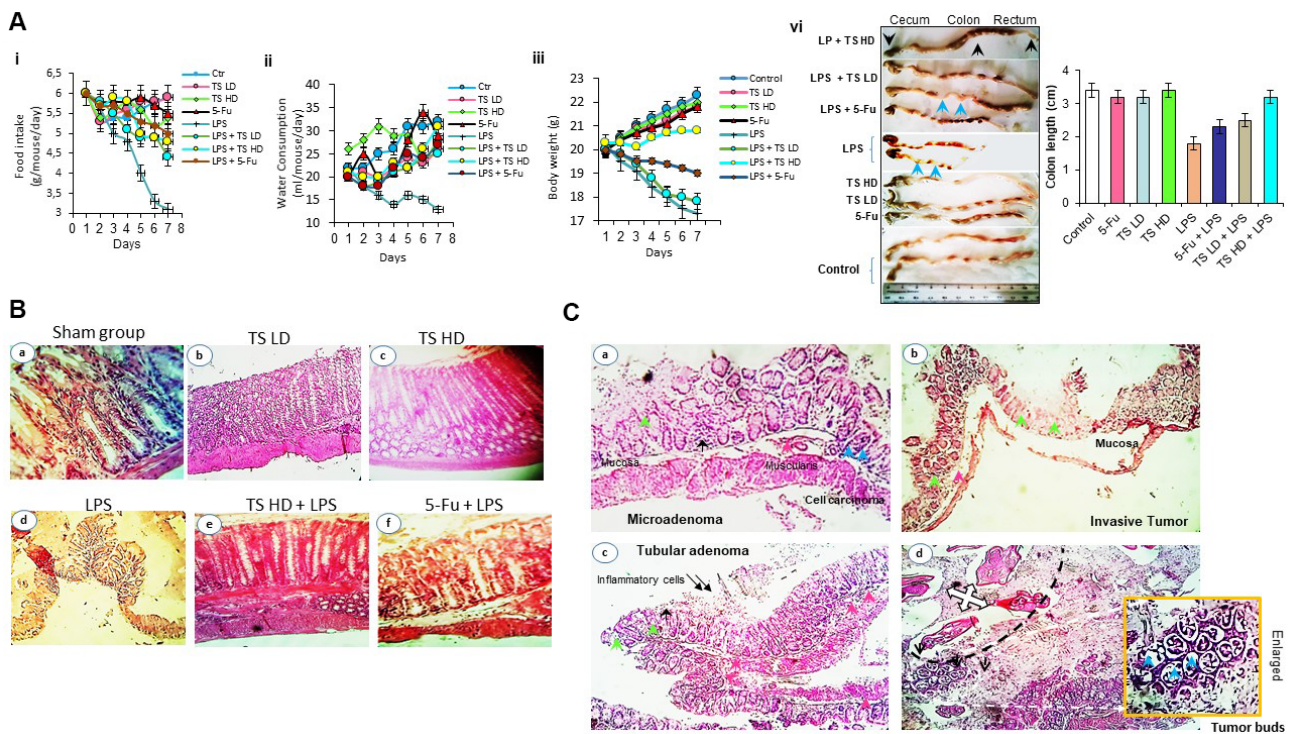 A
i
Food intake
(g/mouse/day)
6,5
6
5,5
5
4,5
4
3,5
3
0 1 2 3 4 5 6 7 8
Days
Ctr
TS LD
TS HD
5-Fu
LPS
LPS + TS LD
LPS + TS HD
LPS + 5-Fu
ii
Water Consumption
(ml/mouse/day)
40
35
30
25
20
15
10
0 1 2 3 4 5 6 7 8
Days
Ctr
TS LD
TS HD
5-Fu
LPS
LPS + TS LD
LPS + TS HD
LPS + 5-Fu
iii
Body weight (g)
23
22
21
20
19
18
17
1 2 3 4 5 6 7
Days
Control
TS LD
TS HD
5-Fu
LPS
LPS + TS LD
LPS + TS HD
LPS + 5-Fu
vi
Cecum Colon Rectum
LP + TS HD
LPS + TS LD
LPS + 5-Fu
LPS
TS HD
TS LD
5-Fu
Control
Colon length (cm)
4
3
2
1
0
Control
5-Fu
TS LD
TS HD
LPS
5-Fu + LPS
TS LD + LPS
TS HD + LPS
B
Sham group
a
TS LD
b
TS HD
c
LPS
d
TS HD + LPS
e
5-Fu + LPS
f
C
a
Mucosa
Muscularis
Cell carcinoma
Microadenoma
b
Mucosa
Invasive Tumor
c
Tubular adenoma
Inflammatory cells
d
Enlarged
Tumor buds